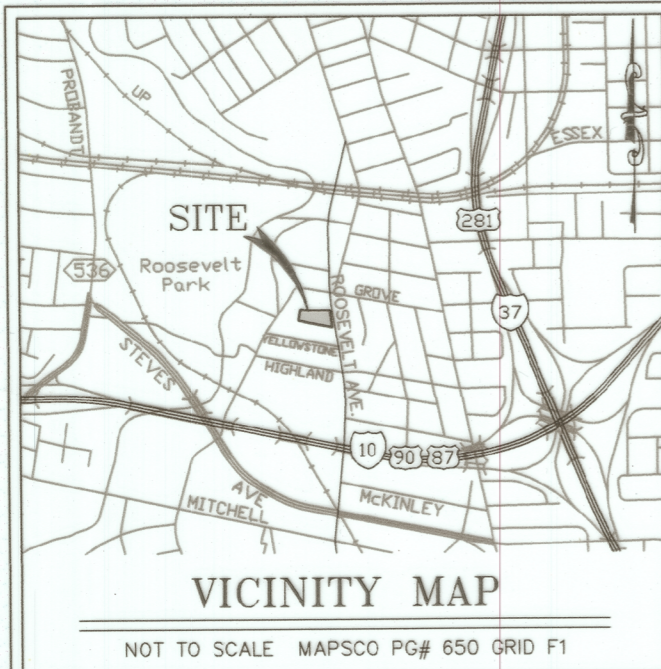 PROBANDT
UP
ESSEX
SITE
281
536
Roosevelt
Park
ROOSEVELT AVE.
GROVE
37
YELLOWSTONE
HIGHLAND
STEVES
AVE
10
90
87
MITCHELL
McKINLEY
VICINITY MAP
NOT TO SCALE MAPSCO PG# 650 GRID F1